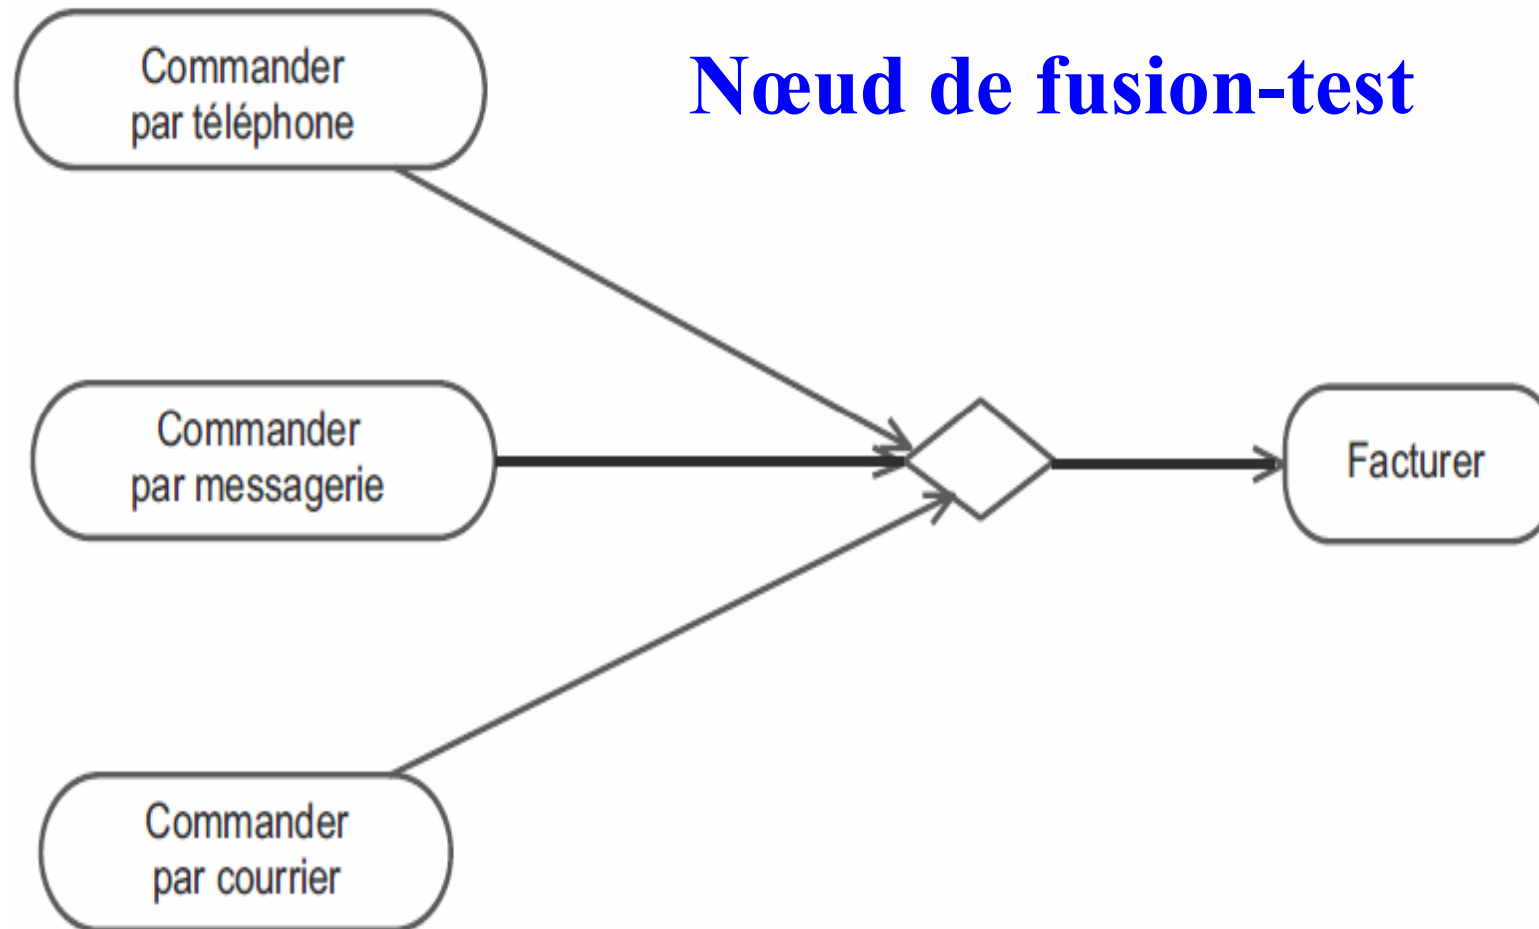 Commander
par téléphone
Nœud de fusion-test
Commander
par messagerie
Facturer
Commander
par courrier